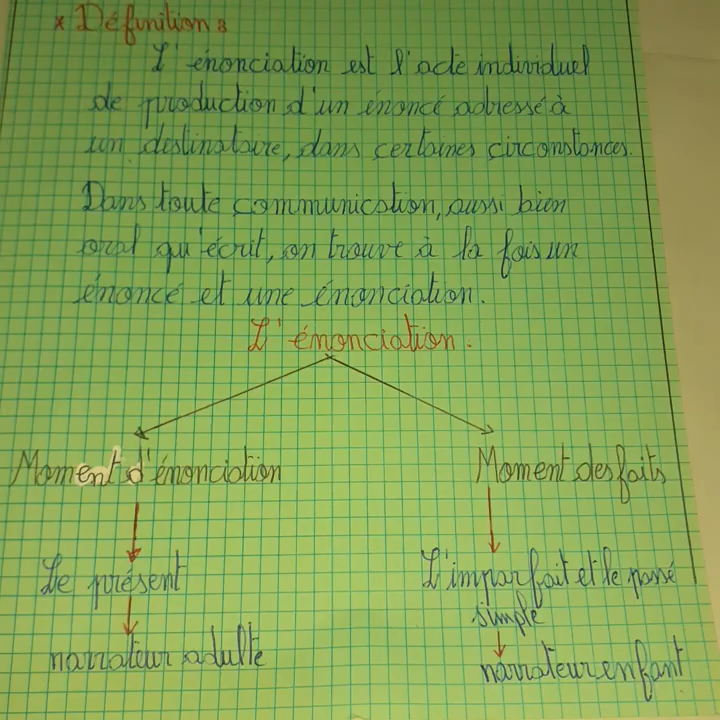 * Définition :
L'énonciation est l'acte individuel
de production d'un énoncé adressé à
un destinataire, dans certaines circonstances.
Dans toute communication, aussi bien
oral qu'écrit, on trouve à la fois un
énoncé et une énonciation.
L'énonciation.
Moment d'énonciation Moment des faits
Le présent L'imparfait et le passé
simple
narrateur adulte narrateur enfant